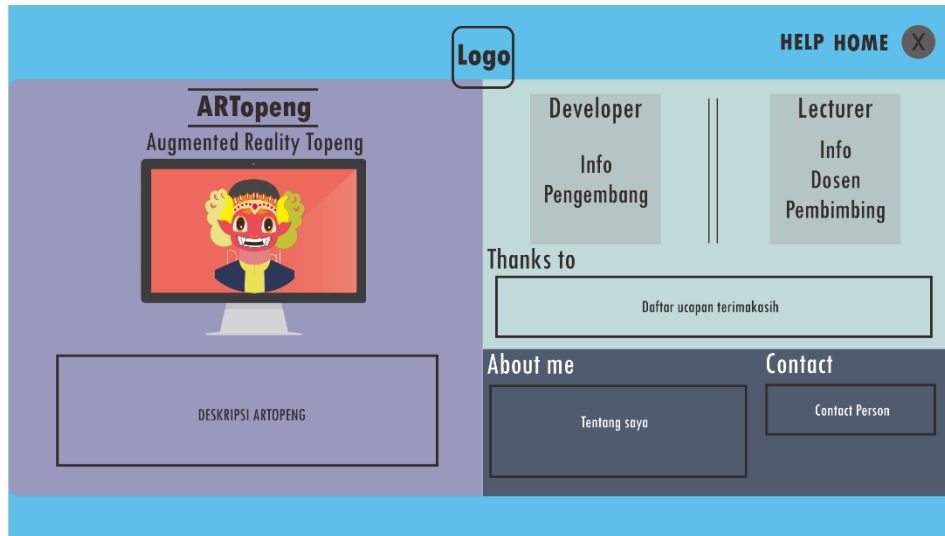 HELP HOME X
Logo
ARTopeng
Augmented Reality Topeng
DESKRIPSI ARTOPENG
Developer
Info
Pengembang
Lecturer
Info
Dosen
Pembimbing
Thanks to
Daftar ucapan terimakasih
About me
Tentang saya
Contact
Contact Person